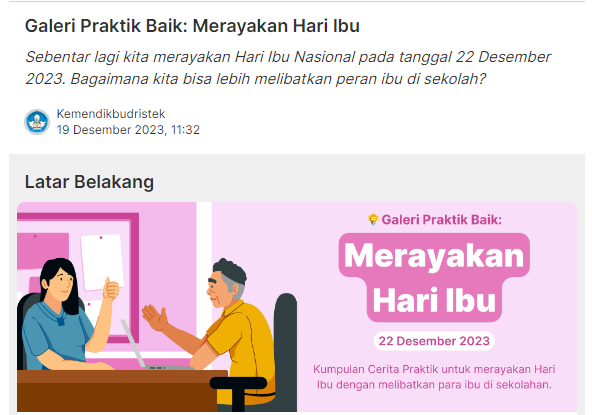 Galeri Praktik Baik: Merayakan Hari Ibu
Sebentar lagi kita merayakan Hari Ibu Nasional pada tanggal 22 Desember
2023. Bagaimana kita bisa lebih melibatkan peran ibu di sekolah?
Kemendikbudristek
19 Desember 2023, 11:32
Latar Belakang
Galeri Praktik Baik:
Merayakan
Hari Ibu
22 Desember 2023
Kumpulan Cerita Praktik untuk merayakan Hari
Ibu dengan melibatkan para ibu di sekolahan.